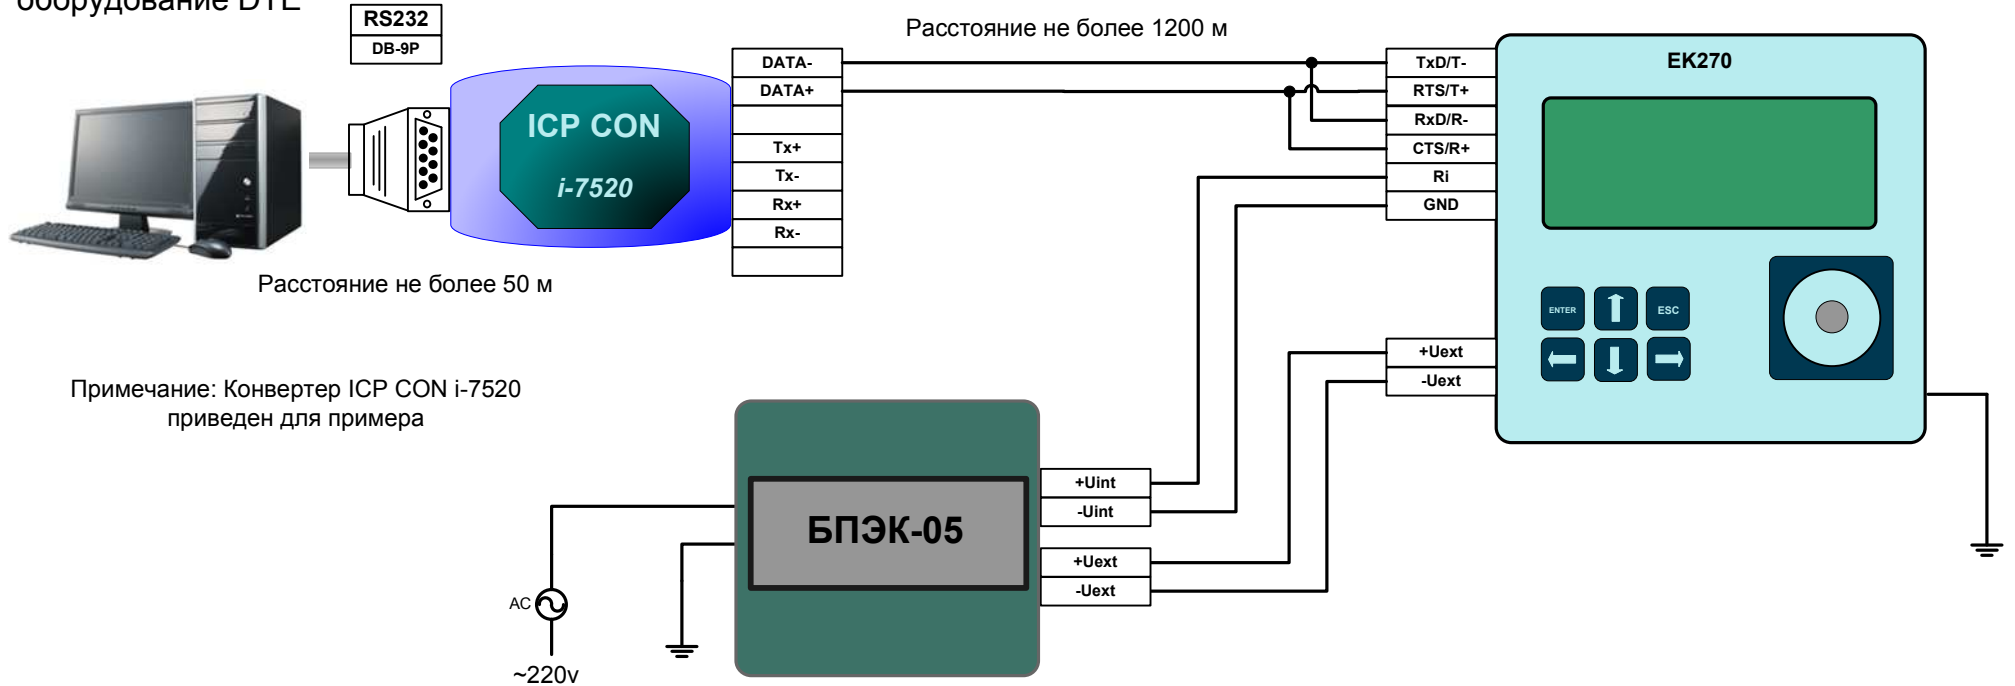 оборудование DTE
RS232
DB-9P
Расстояние не более 1200 м
DATA-
DATA+
Tx+
Tx-
Rx+
Rx-
ICP CON
i-7520
TxD/T-
RTS/T+
RxD/R-
CTS/R+
Ri
GND
EK270
ENTER
ESC
Расстояние не более 50 м
+Uext
-Uext
Примечание: Конвертер ICP CON i-7520
приведен для примера
БПЭК-05
+Uint
-Uint
+Uext
-Uext
AC
~220v